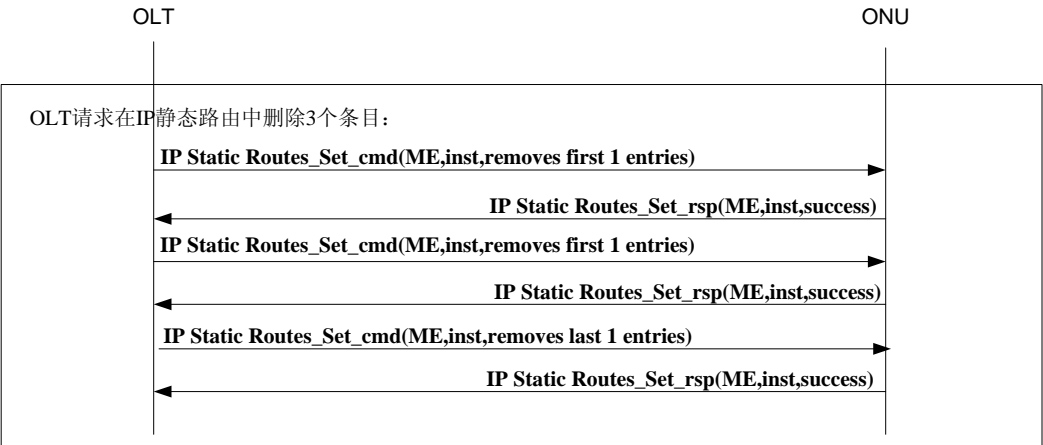 OLT
ONU
OLT请求在IP静态路由中删除3个条目：
IP Static Routes_Set_cmd(ME,inst,removes first 1 entries)
IP Static Routes_Set_rsp(ME,inst,success)
IP Static Routes_Set_cmd(ME,inst,removes first 1 entries)
IP Static Routes_Set_rsp(ME,inst,success)
IP Static Routes_Set_cmd(ME,inst,removes last 1 entries)
IP Static Routes_Set_rsp(ME,inst,success)